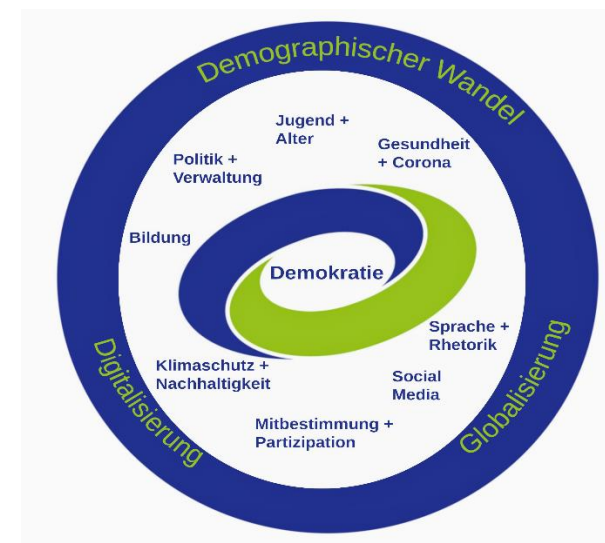 Demographischer Wandel
Jugend +
Alter
Gesundheit
+ Corona
Politik +
Verwaltung
Bildung
Demokratie
Sprache +
Rhetorik
Klimaschutz +
Nachhaltigkeit
Social
Media
Mitbestimmung +
Partizipation
Digitalisierung
Globalisierung